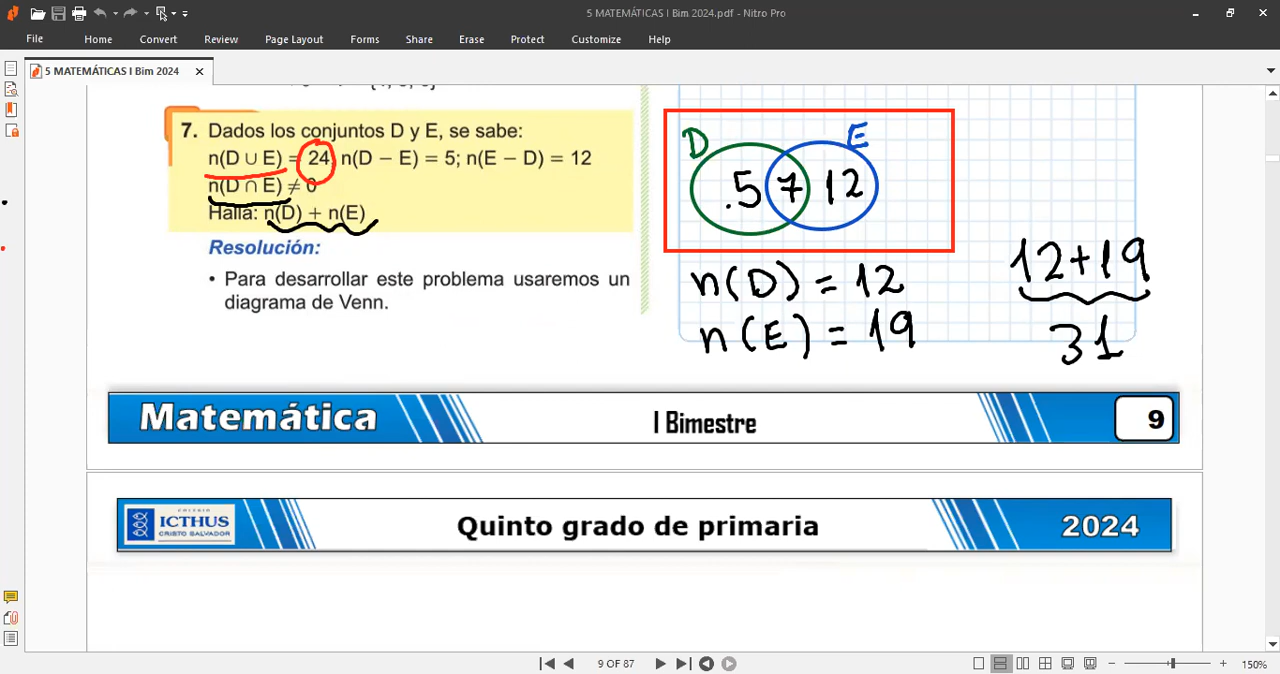 5 MATEMÁTICAS I Bim 2024.pdf - Nitro Pro
File Home Convert Review Page Layout Forms Share Erase Protect Customize Help
5 MATEMÁTICAS I Bim 2024
7. Dados los conjuntos D y E, se sabe:
n(D ∪ E) = 24, n(D − E) = 5; n(E − D) = 12
n(D ∩ E) ≠ 0
Halla: n(D) + n(E)
Resolución:
• Para desarrollar este problema usaremos un
diagrama de Venn.
D E
.5 7 12
n(D) = 12
n(E) = 19
12+19
31
Matemática I Bimestre 9
COLEGIO
ICTHUS
CRISTO SALVADOR
Quinto grado de primaria 2024
9 OF 87
150%